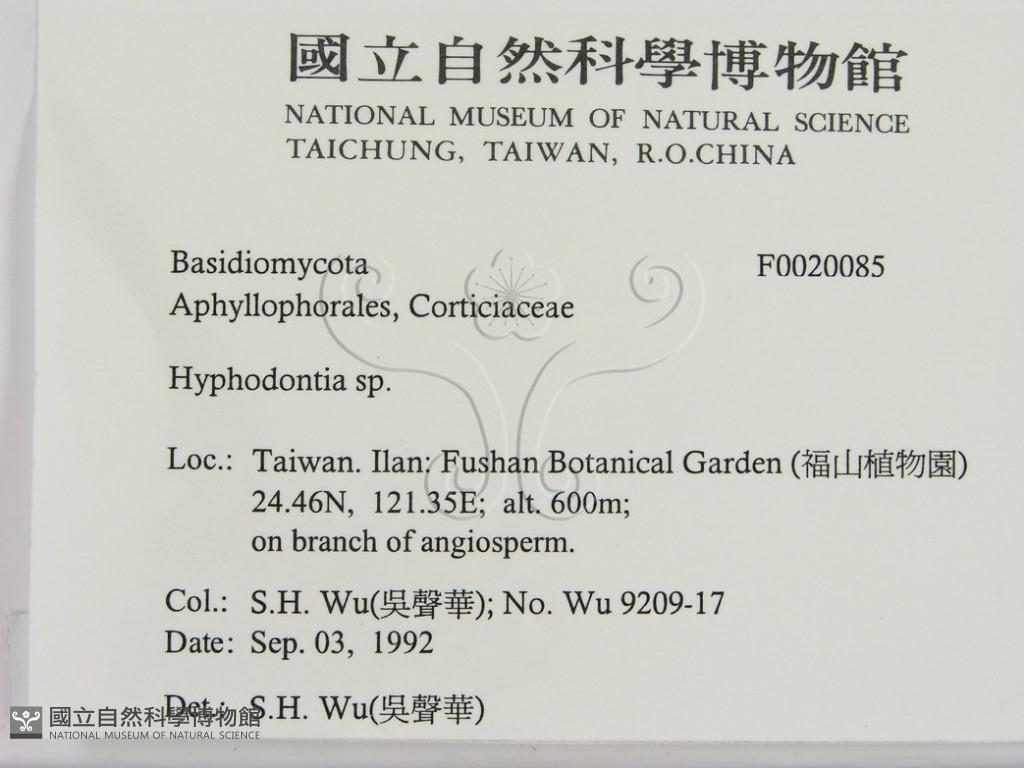 國立自然科學博物館
NATIONAL MUSEUM OF NATURAL SCIENCE
TAICHUNG, TAIWAN, R.O.CHINA
Basidiomycota F0020085
Aphyllophorales, Corticiaceae
Hyphodontia sp.
Loc.: Taiwan. Ilan: Fushan Botanical Garden (福山植物園)
24.46N, 121.35E; alt. 600m;
on branch of angiosperm.
Col.: S.H. Wu(吳聲華); No. Wu 9209-17
Date: Sep. 03, 1992
Det.: S.H. Wu(吳聲華)
國立自然科學博物館
NATIONAL MUSEUM OF NATURAL SCIENCE